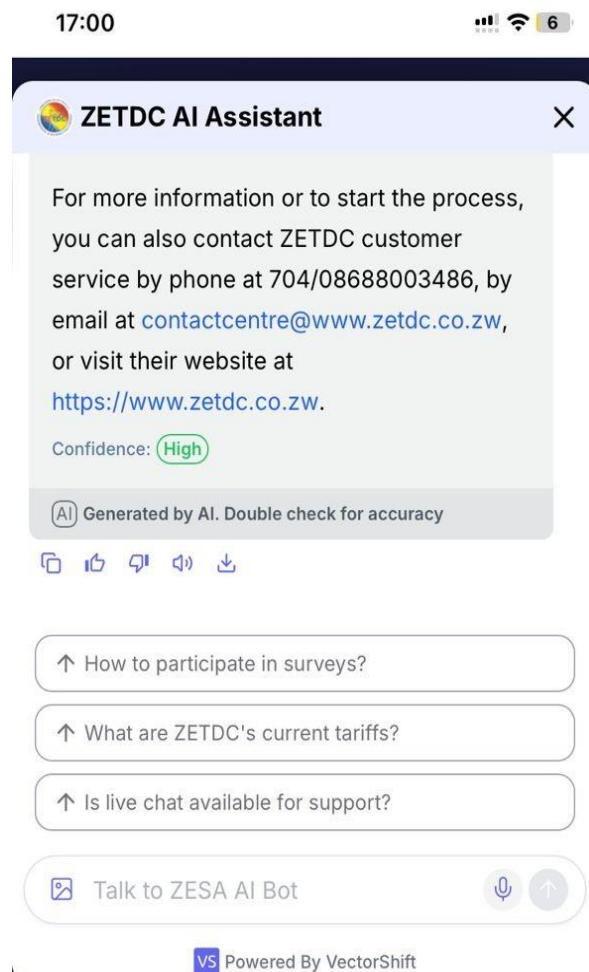 17:00
6
ZETDC AI Assistant
For more information or to start the process,
you can also contact ZETDC customer
service by phone at 704/08688003486, by
email at contactcentre@www.zetdc.co.zw,
or visit their website at
https://www.zetdc.co.zw.
Confidence: High
AI Generated by AI. Double check for accuracy
How to participate in surveys?
What are ZETDC's current tariffs?
Is live chat available for support?
Talk to ZESA AI Bot
VS Powered By VectorShift